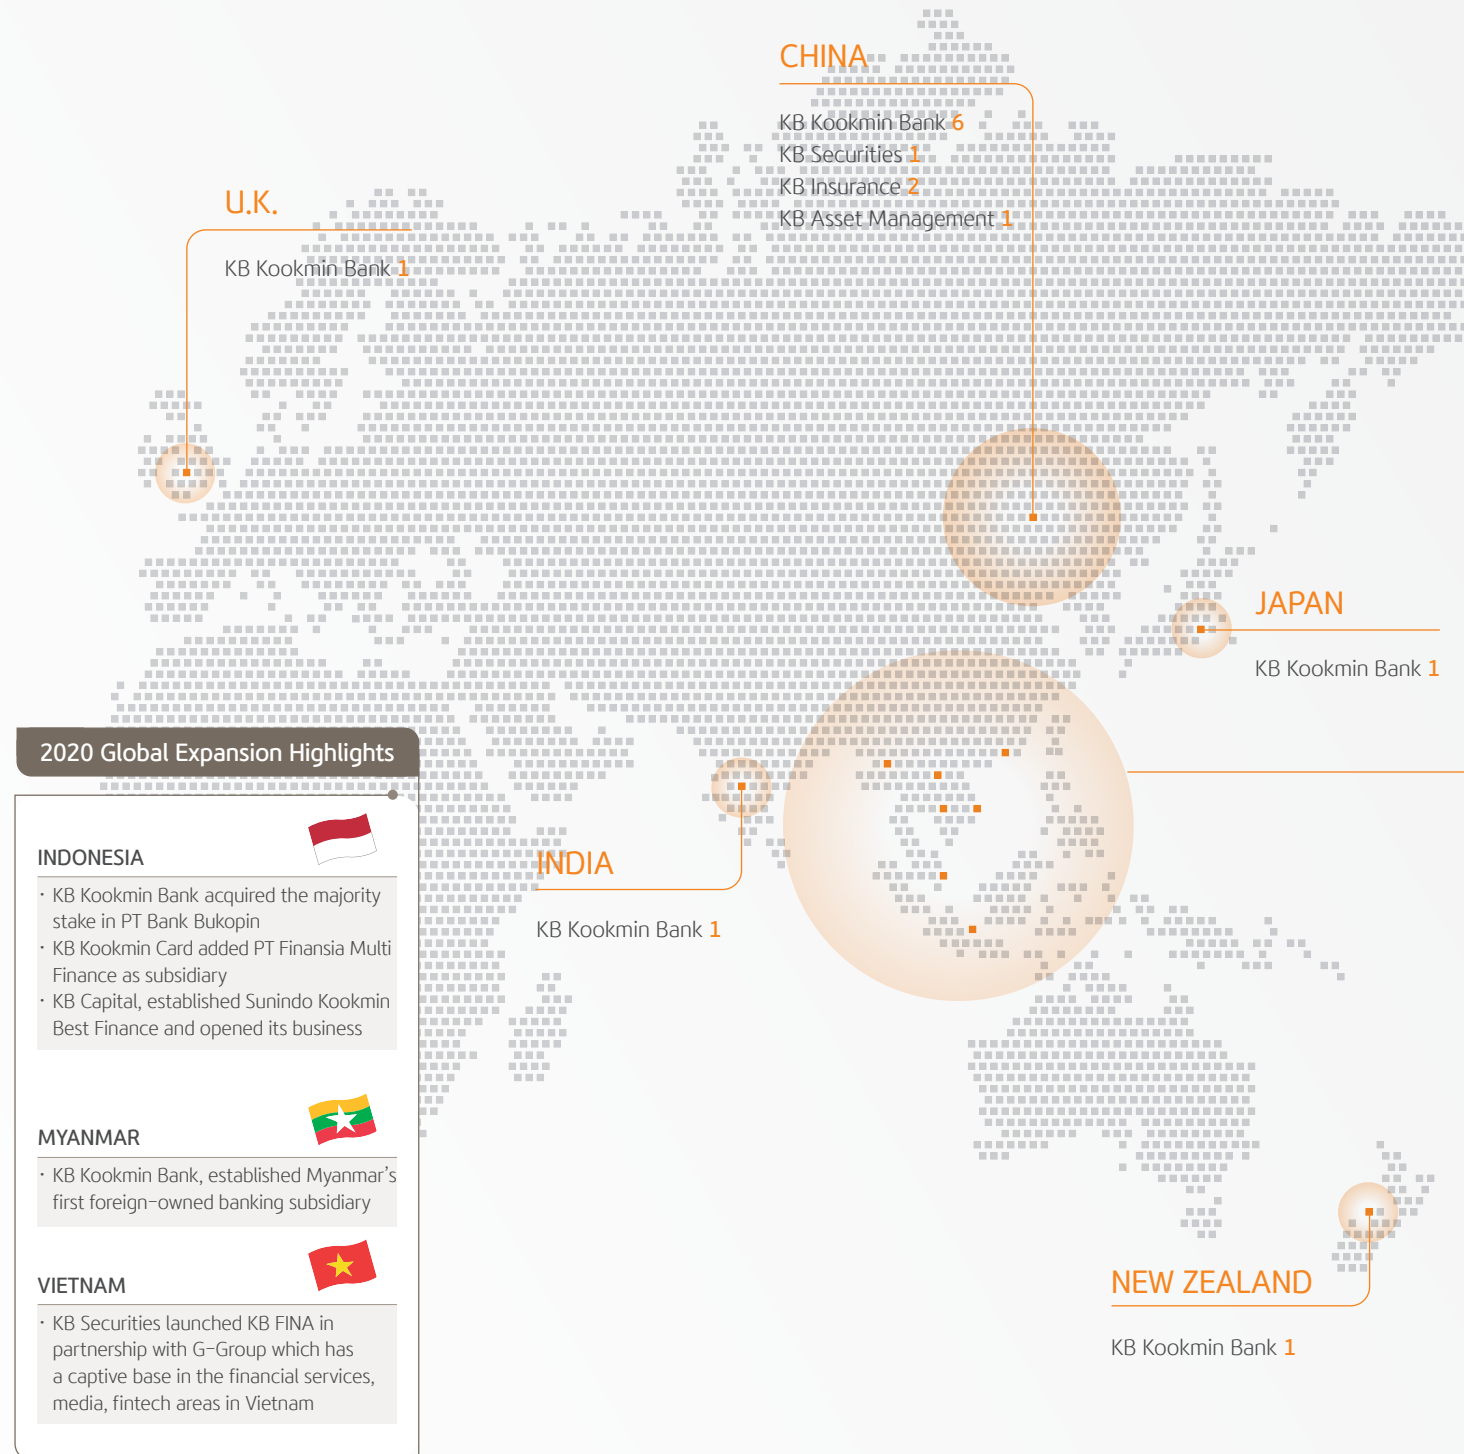 CHINA
KB Kookmin Bank 6
KB Securities 1
KB Insurance 2
KB Asset Management 1
U.K.
KB Kookmin Bank 1
JAPAN
KB Kookmin Bank 1
INDIA
KB Kookmin Bank 1
NEW ZEALAND
KB Kookmin Bank 1
2020 Global Expansion Highlights
INDONESIA
· KB Kookmin Bank acquired the majority
stake in PT Bank Bukopin
· KB Kookmin Card added PT Finansia Multi
Finance as subsidiary
· KB Capital, established Sunindo Kookmin
Best Finance and opened its business
MYANMAR
· KB Kookmin Bank, established Myanmar's
first foreign-owned banking subsidiary
VIETNAM
· KB Securities launched KB FINA in
partnership with G-Group which has
a captive base in the financial services,
media, fintech areas in Vietnam